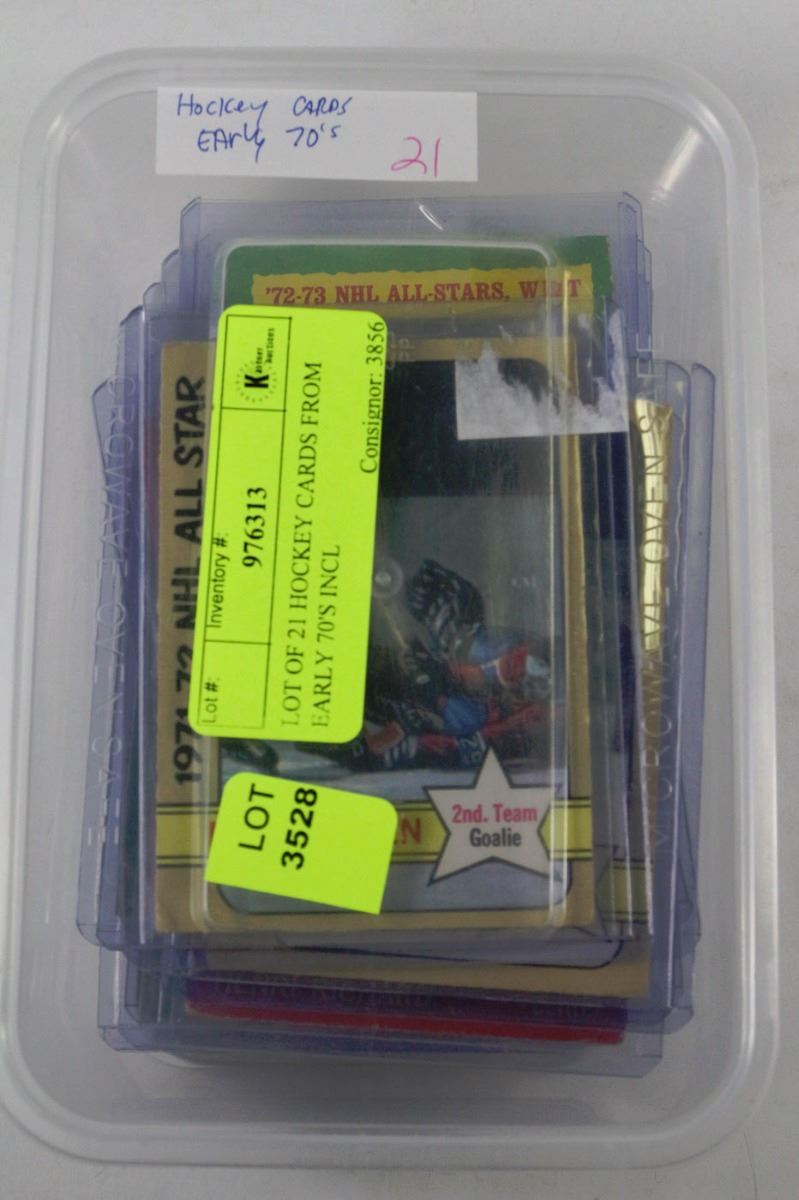 Hockey CARDS
EArly 70's
21
'72-73 NHL ALL-STARS, W
1971-72 NHL ALL STAR
Lot #:
Inventory #:
976313
Kastner
Auctions
LOT OF 21 HOCKEY CARDS FROM
EARLY 70'S INCL
Consignor: 3856
LOT
3528
2nd. Team
Goalie
MICROWAVE OVEN SAFE
MICROWAVE OVEN SAFE